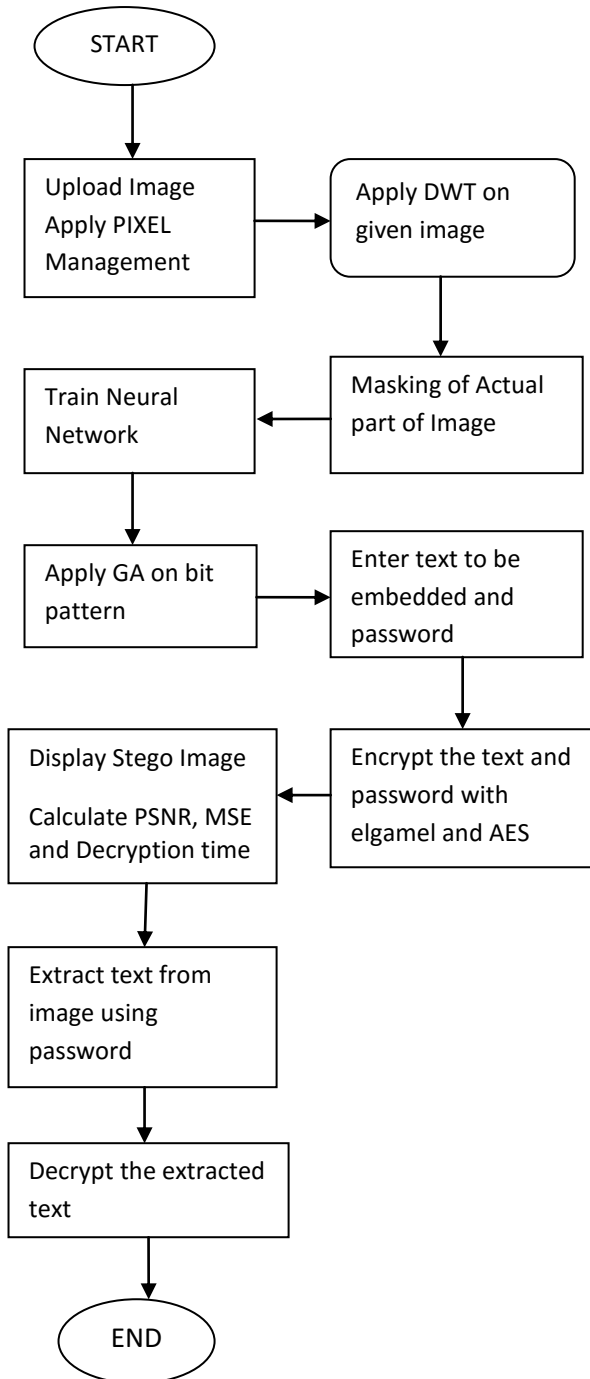 START
Upload Image
Apply PIXEL
Management
Apply DWT on
given image
Masking of Actual
part of Image
Train Neural
Network
Apply GA on bit
pattern
Enter text to be
embedded and
password
Encrypt the text and
password with
elgamel and AES
Display Stego Image
Calculate PSNR, MSE
and Decryption time
Extract text from
image using
password
Decrypt the extracted
text
END